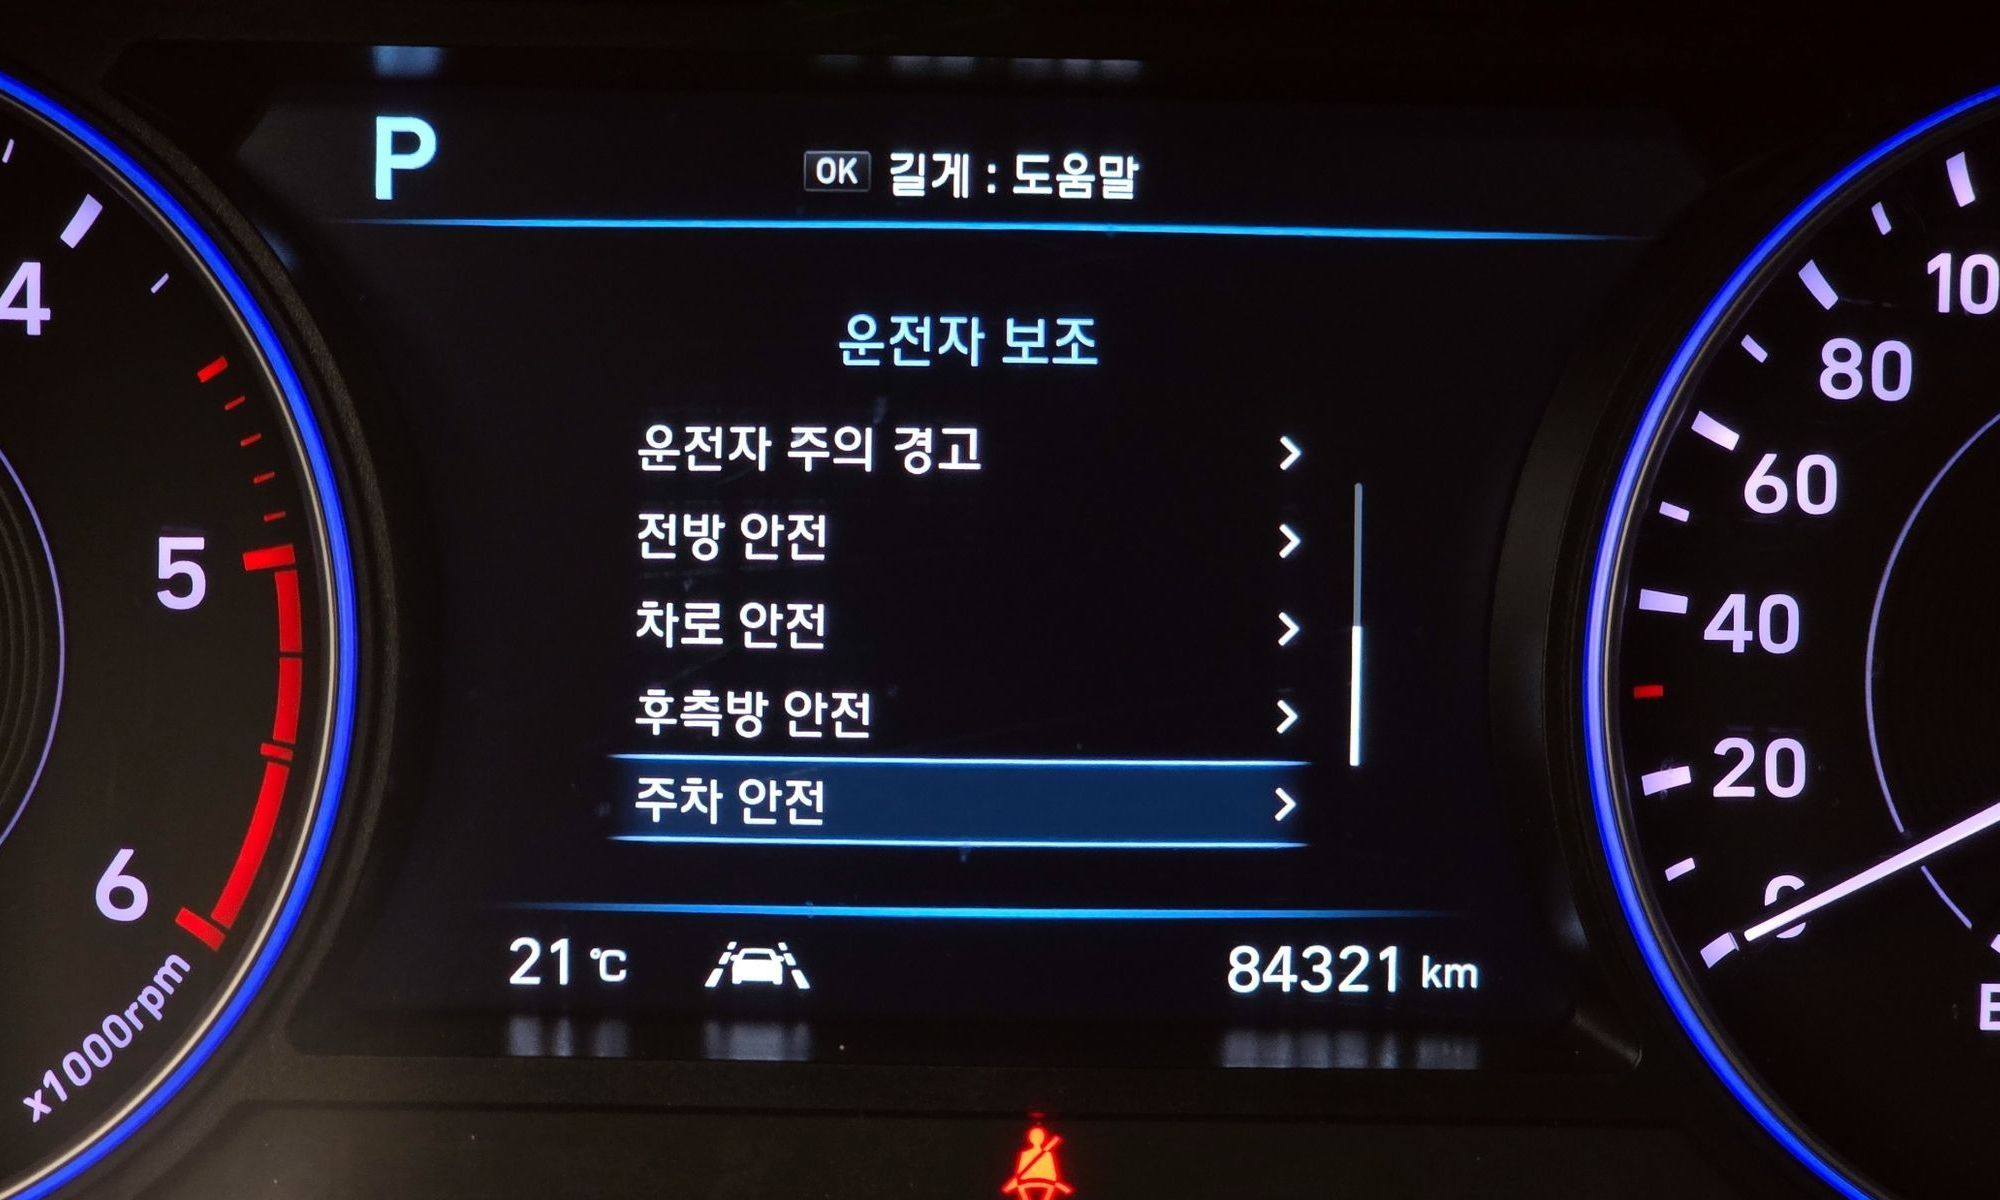 P
OK 길게 : 도움말
운전자 보조
운전자 주의 경고
전방 안전
차로 안전
후측방 안전
주차 안전
21 ℃
84321 km
4
5
6
x1000rpm
10
80
60
40
20
0